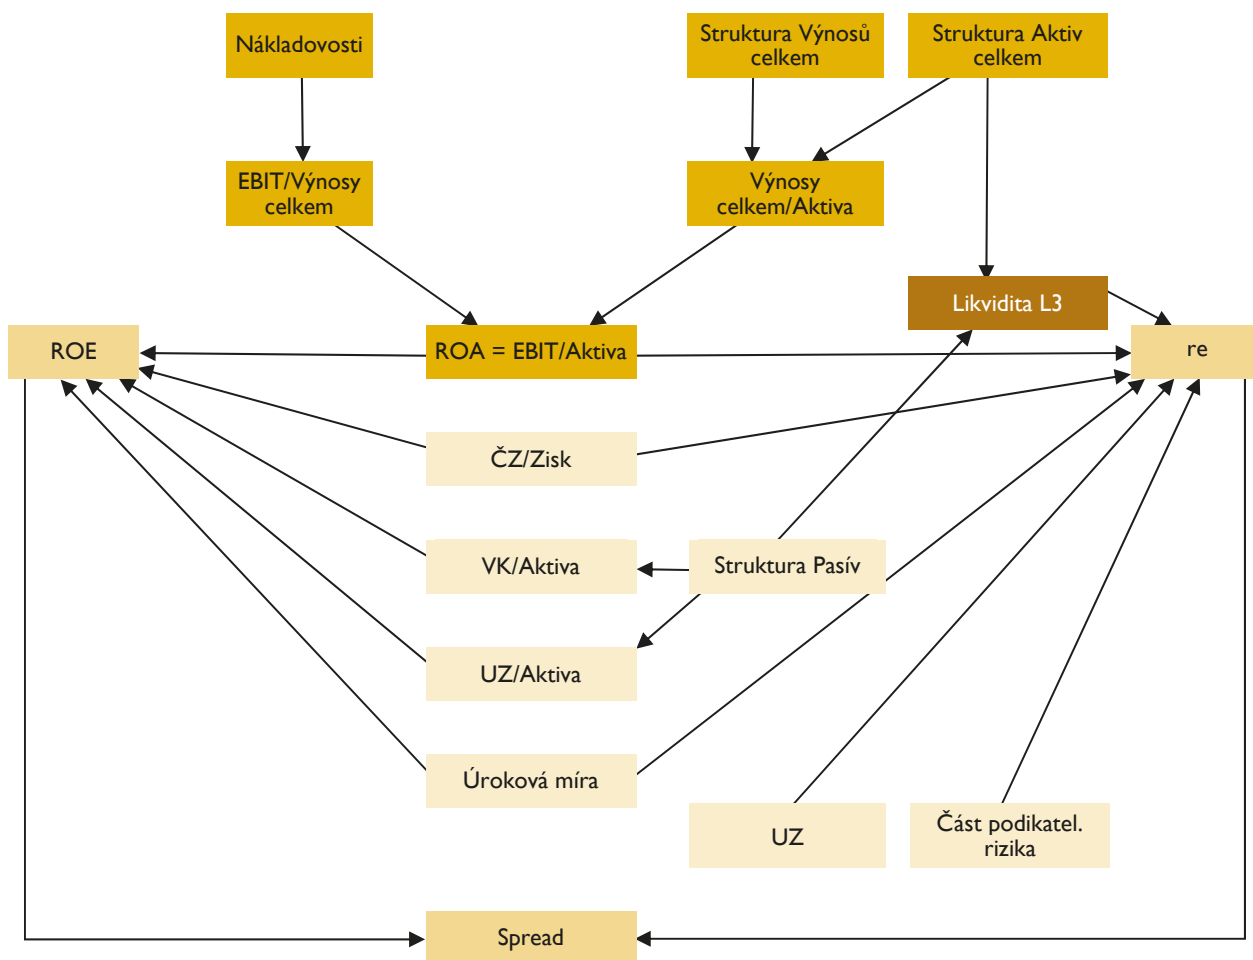 Nákladovosti
Struktura Výnosů
celkem
Struktura Aktiv
celkem
EBIT/Výnosy
celkem
Výnosy
celkem/Aktiva
Likvidita L3
ROE
ROA = EBIT/Aktiva
re
ČZ/Zisk
VK/Aktiva
Struktura Pasív
UZ/Aktiva
Úroková míra
UZ
Část podikatel.
rizika
Spread